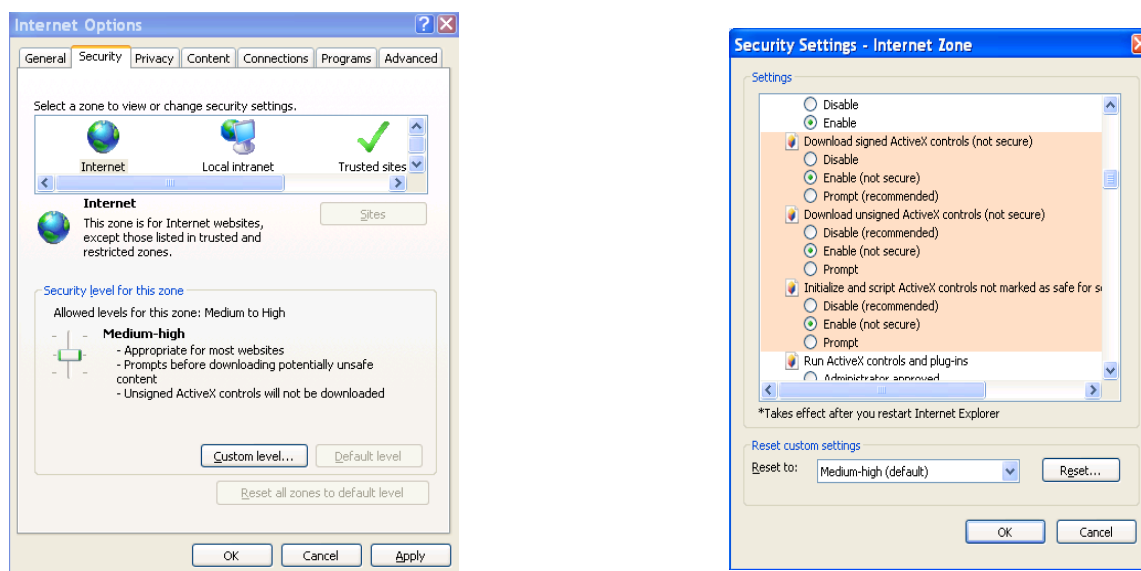 Internet Options
General Security Privacy Content Connections Programs Advanced
Select a zone to view or change security settings.
Internet Local intranet Trusted sites
Internet
Sites
This zone is for Internet websites,
except those listed in trusted and
restricted zones.
Security level for this zone
Allowed levels for this zone: Medium to High
Medium-high
- Appropriate for most websites
- Prompts before downloading potentially unsafe
content
- Unsigned ActiveX controls will not be downloaded
Custom level... Default level
Reset all zones to default level
OK Cancel Apply
Security Settings - Internet Zone
Settings
Disable
Enable
Download signed ActiveX controls (not secure)
Disable
Enable (not secure)
Prompt (recommended)
Download unsigned ActiveX controls (not secure)
Disable (recommended)
Enable (not secure)
Prompt
Initialize and script ActiveX controls not marked as safe for
Disable (recommended)
Enable (not secure)
Prompt
Run ActiveX controls and plug-ins
Administrator approved
*Takes effect after you restart Internet Explorer
Reset custom settings
Reset to: Medium-high (default) Reset...
OK Cancel